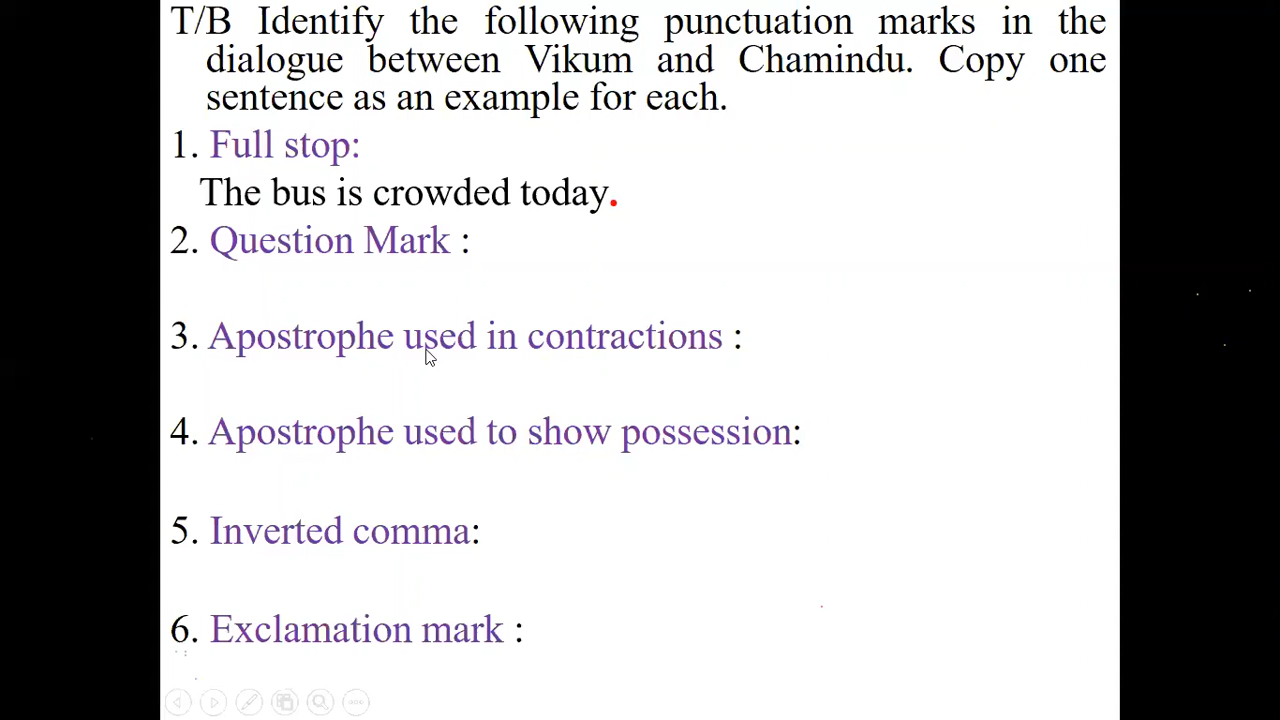 T/B Identify the following punctuation marks in the
dialogue between Vikum and Chamindu. Copy one
sentence as an example for each.
1. Full stop:
The bus is crowded today.
2. Question Mark :
3. Apostrophe used in contractions :
4. Apostrophe used to show possession:
5. Inverted comma:
6. Exclamation mark :